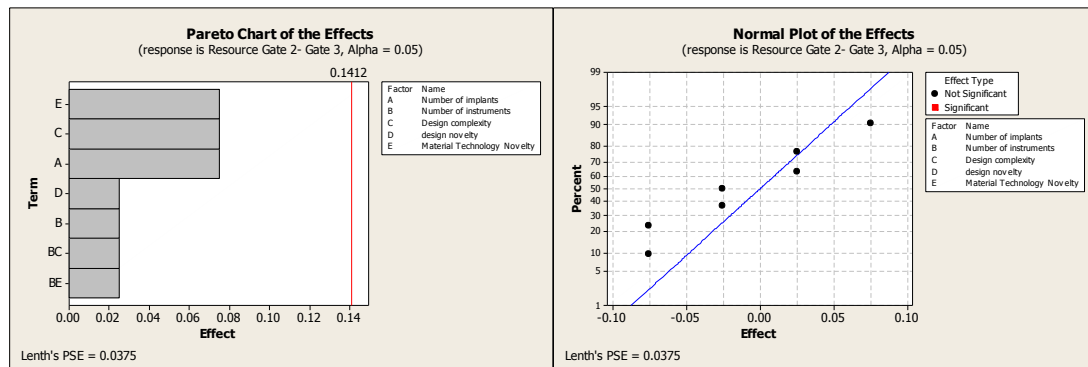 Pareto Chart of the Effects
(response is Resource Gate 2- Gate 3, Alpha = 0.05)
0.1412
Factor Name
A Number of implants
B Number of instruments
C Design complexity
D design novelty
E Material Technology Novelty
Term
E
C
A
D
B
BC
BE
0.00 0.02 0.04 0.06 0.08 0.10 0.12 0.14
Effect
Lenth's PSE = 0.0375
Normal Plot of the Effects
(response is Resource Gate 2- Gate 3, Alpha = 0.05)
Effect Type
Not Significant
Significant
Factor Name
A Number of implants
B Number of instruments
C Design complexity
D design novelty
E Material Technology Novelty
Percent
99
95
90
80
70
60
50
40
30
20
10
5
1
-0.10 -0.05 0.00 0.05 0.10
Effect
Lenth's PSE = 0.0375